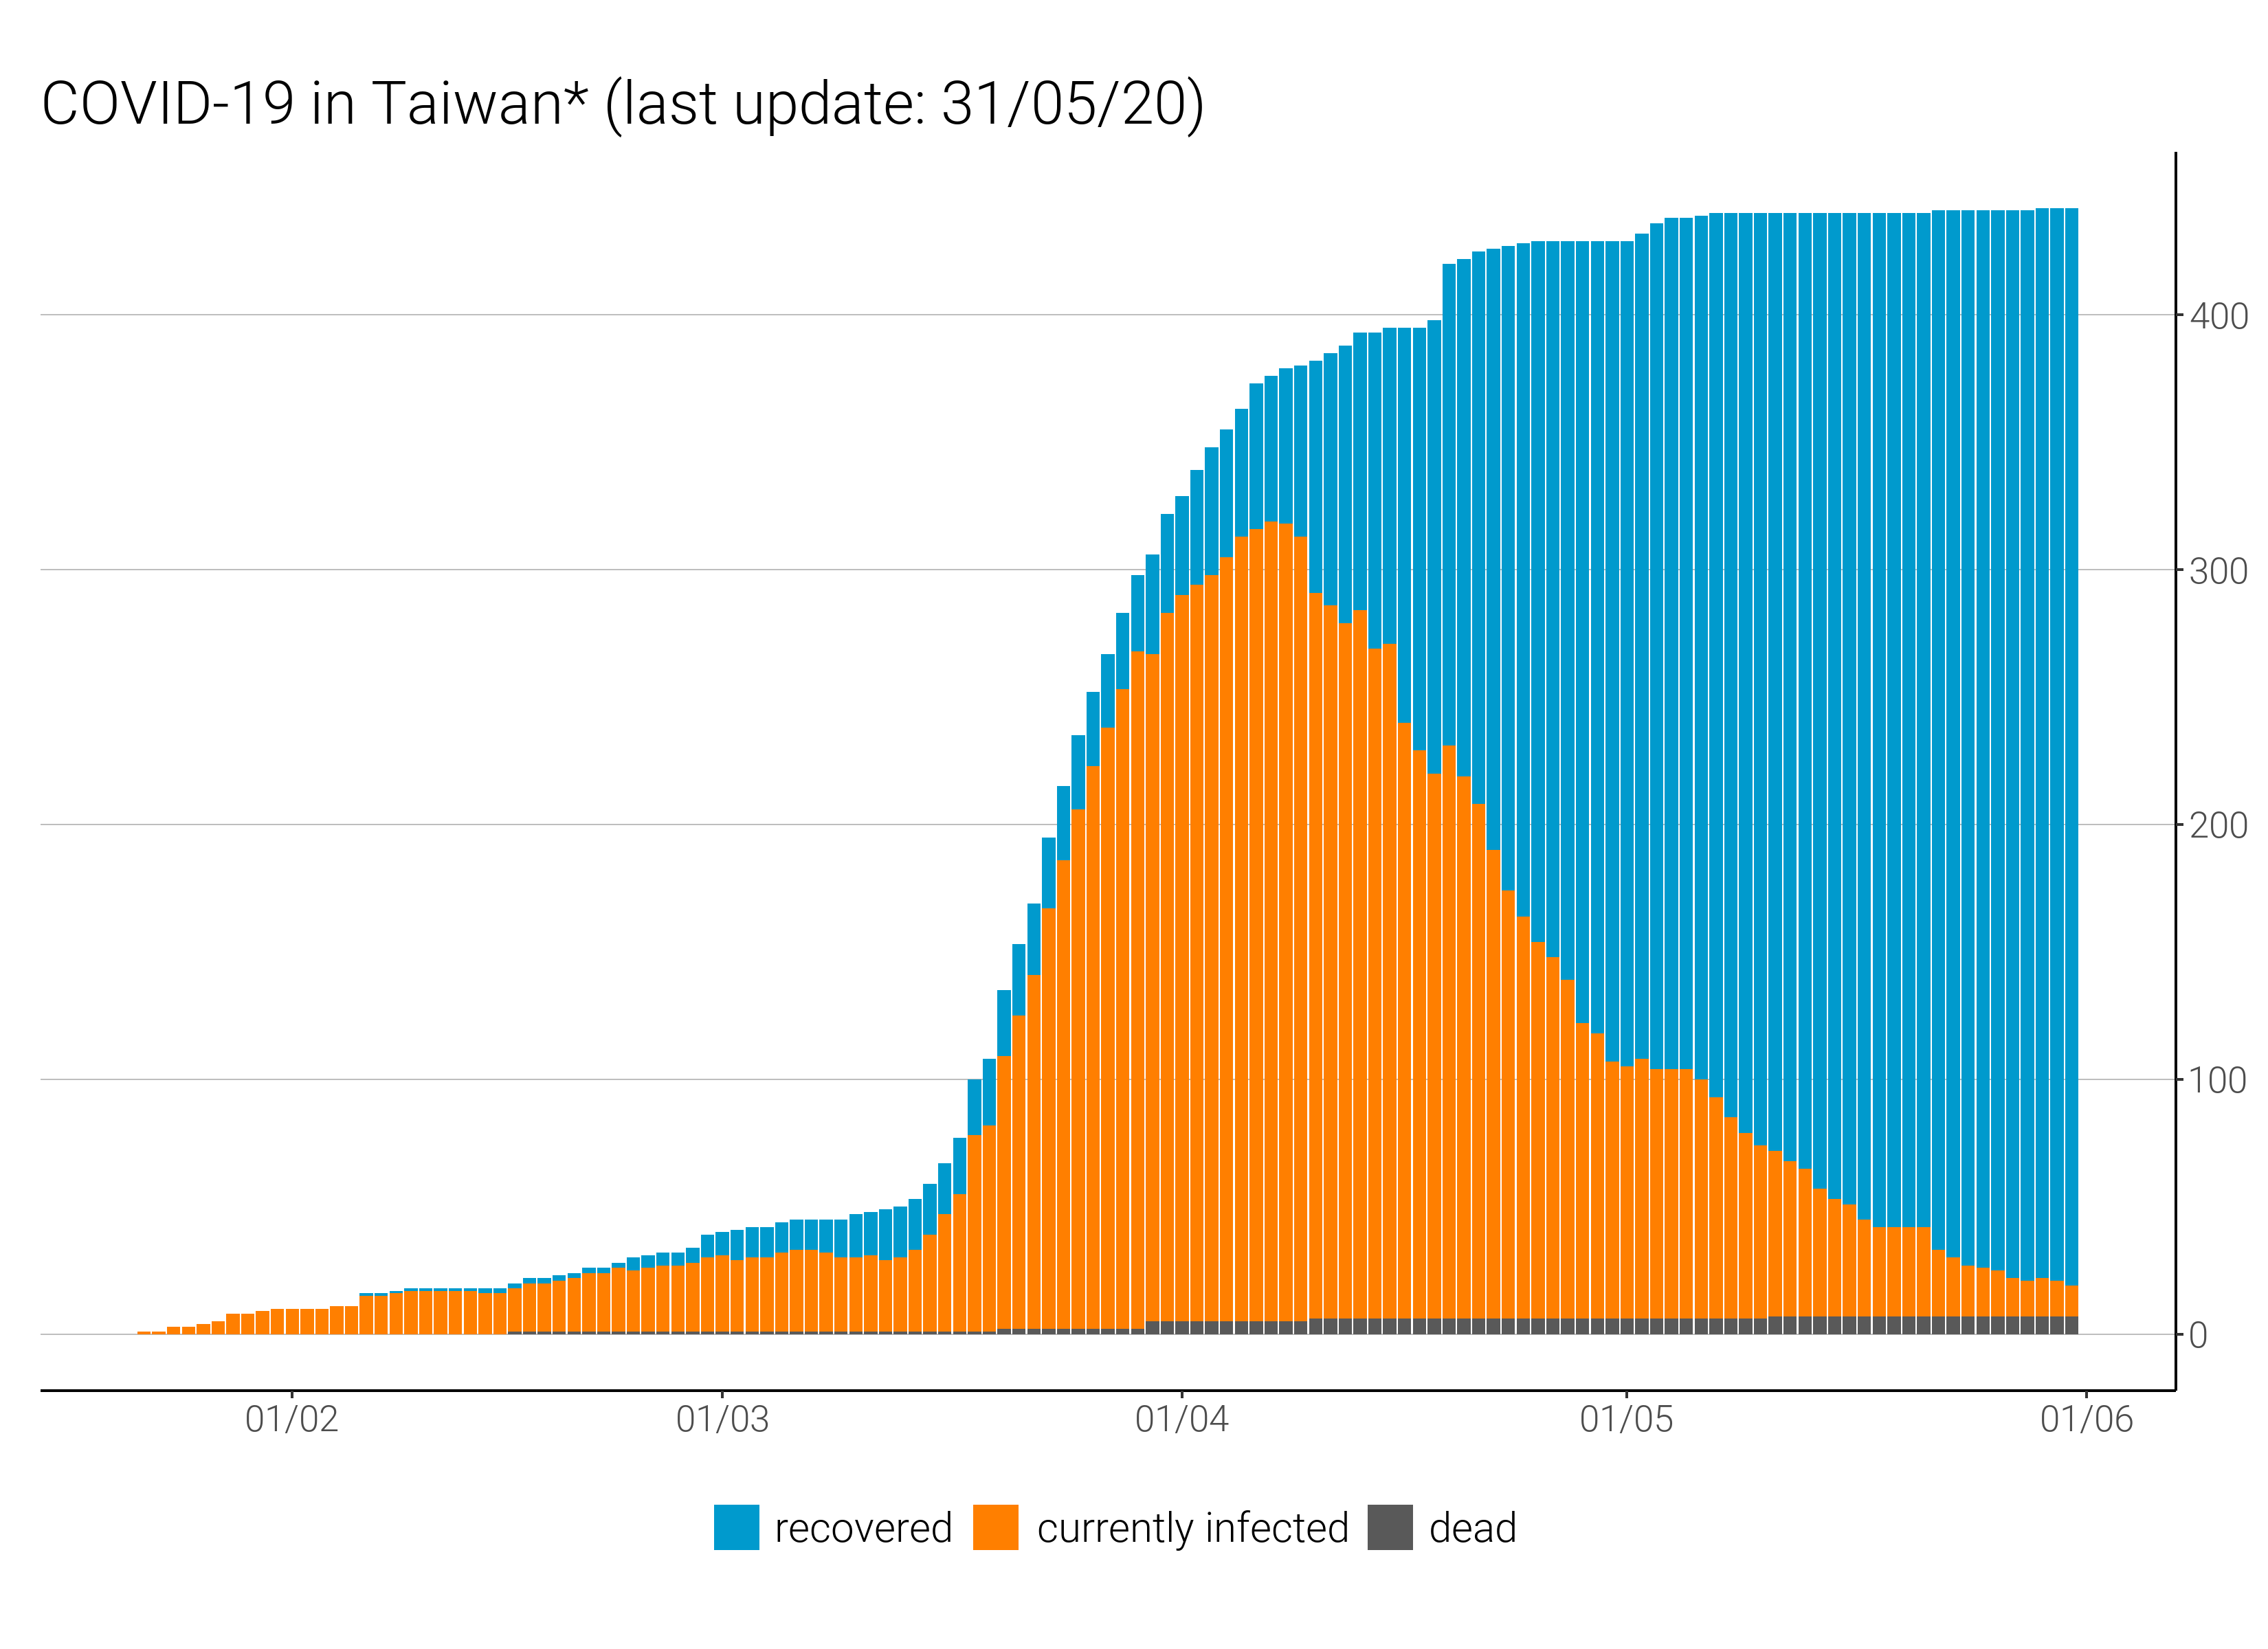 COVID-19 in Taiwan* (last update: 31/05/20)
400
300
200
100
0
01/02 01/03 01/04 01/05 01/06
recovered currently infected dead